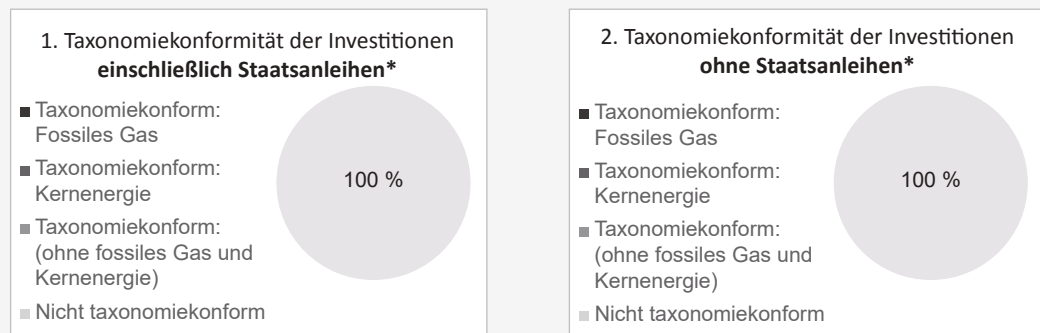 1. Taxonomiekonformität der Investitionen
einschließlich Staatsanleihen*
Taxonomiekonform:
Fossiles Gas
Taxonomiekonform:
Kernenergie
Taxonomiekonform:
(ohne fossiles Gas und
Kernenergie)
Nicht taxonomiekonform
100 %
2. Taxonomiekonformität der Investitionen
ohne Staatsanleihen*
Taxonomiekonform:
Fossiles Gas
Taxonomiekonform:
Kernenergie
Taxonomiekonform:
(ohne fossiles Gas und
Kernenergie)
Nicht taxonomiekonform
100 %